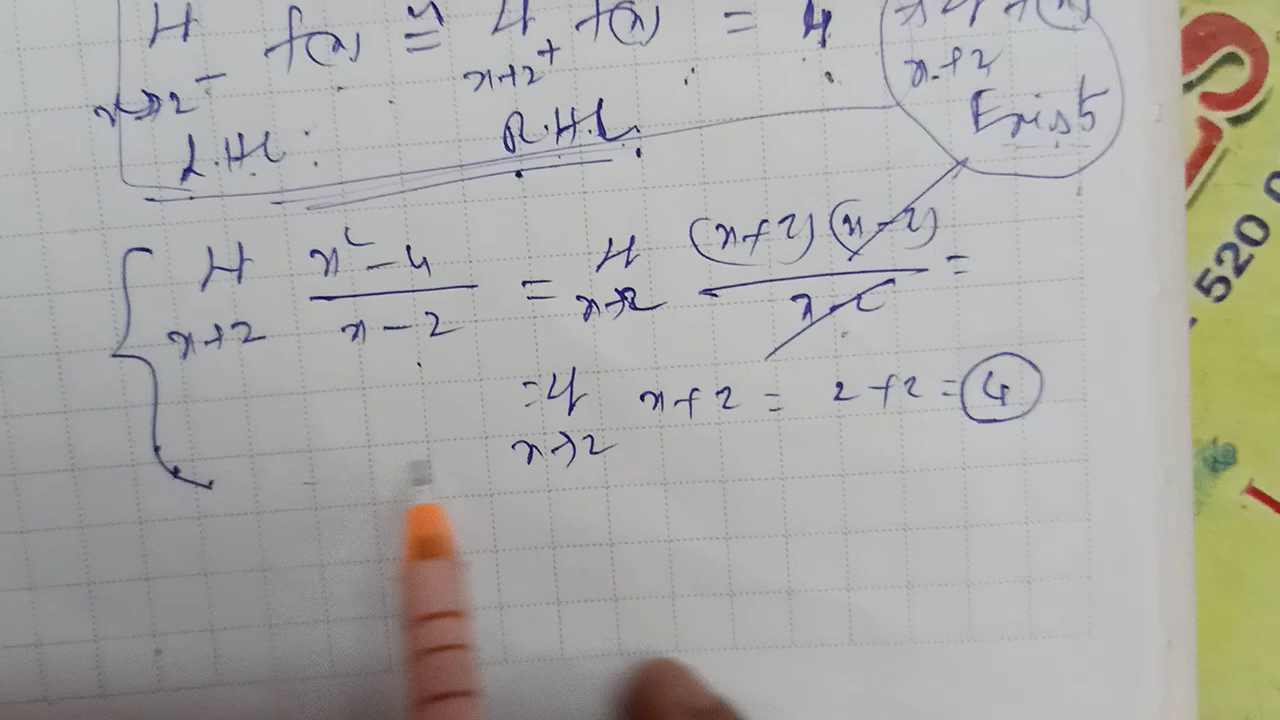 Lt f(x) = Lt f(x) = 4
x→2⁻ x→2⁺
L.H.L R.H.L.
x→2
Exists
Lt x²-4 / x-2 = Lt (x+2)(x-2) / x-2 =
x→2 x→2
= Lt x+2 = 2+2 = 4
x→2
520